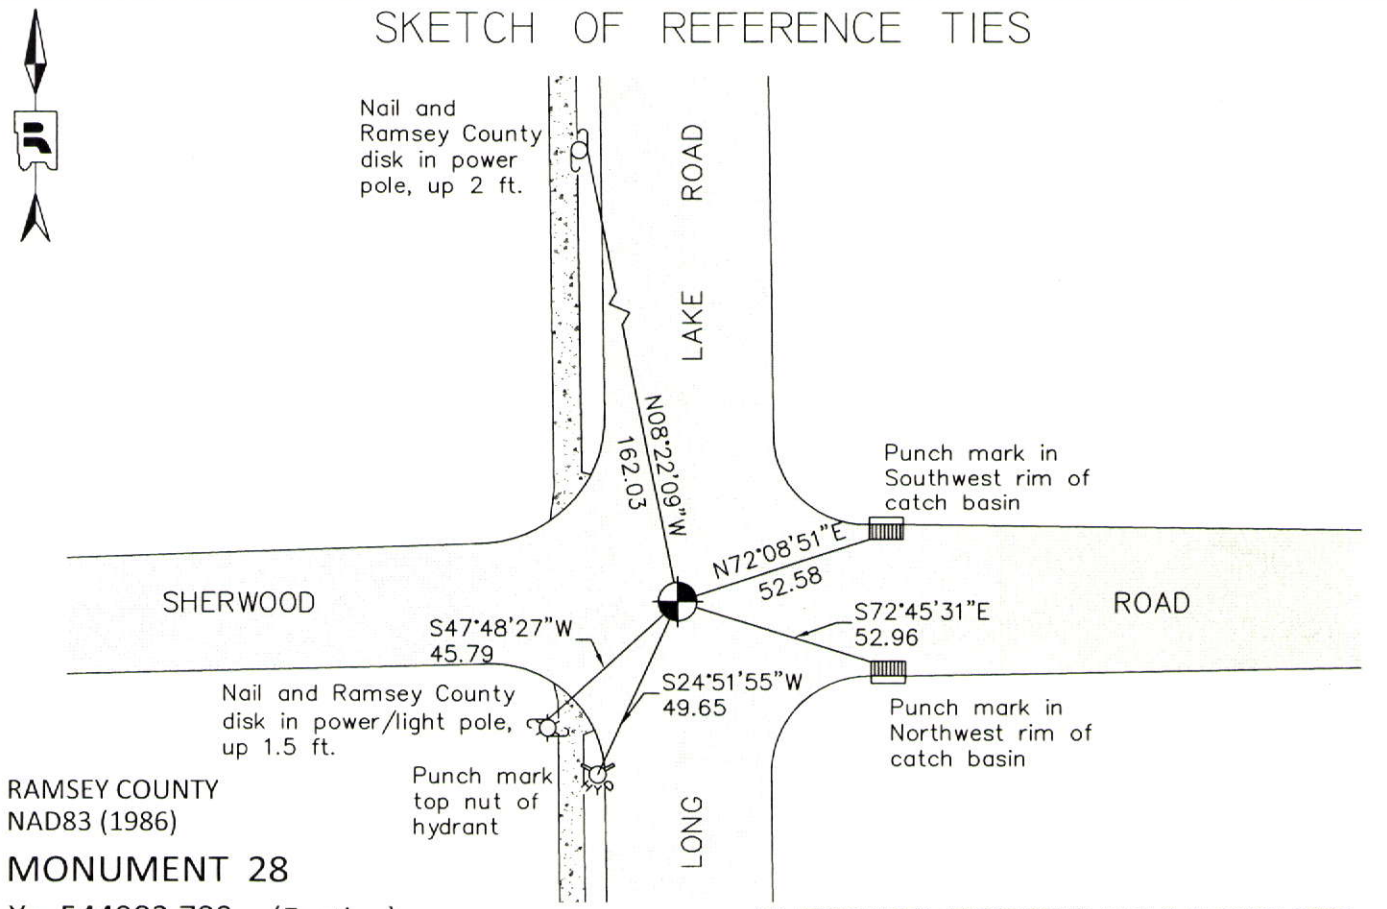 SKETCH OF REFERENCE TIES
Nail and
Ramsey County
disk in power
pole, up 2 ft.
ROAD
LAKE
N08°22'09"W
162.03
Punch mark in
Southwest rim of
catch basin
N72°08'51"E
52.58
SHERWOOD
ROAD
S72°45'31"E
52.96
S47°48'27"W
45.79
S24°51'55"W
49.65
Nail and Ramsey County
disk in power/light pole,
up 1.5 ft.
Punch mark in
Northwest rim of
catch basin
Punch mark
top nut of
hydrant
LONG
RAMSEY COUNTY
NAD83 (1986)
MONUMENT 28